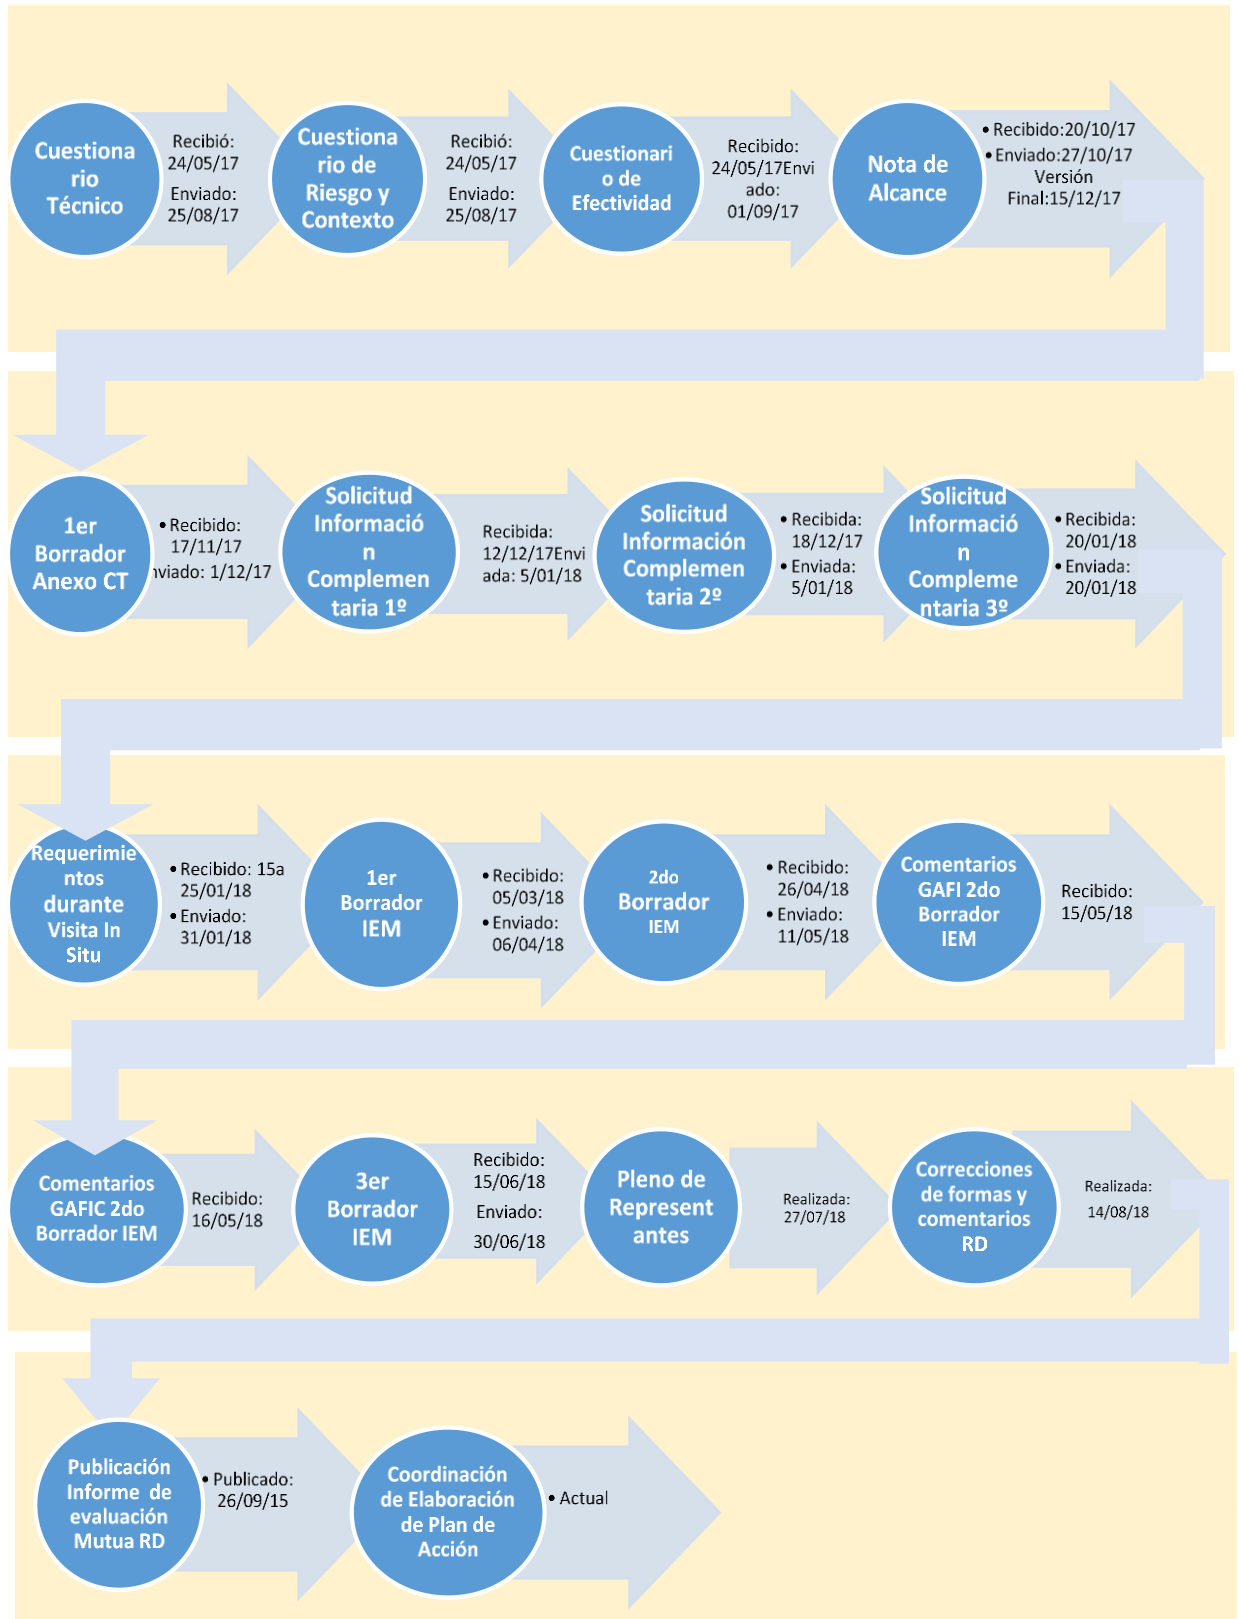 Cuestiona
rio
Técnico
Recibió:
24/05/17
Enviado:
25/08/17
Cuestiona
rio de
Riesgo y
Contexto
Recibió:
24/05/17
Enviado:
25/08/17
Cuestionari
o de
Efectividad
Recibido:
24/05/17Envi
ado:
01/09/17
Nota de
Alcance
• Recibido:20/10/17
• Enviado:27/10/17
Versión
Final:15/12/17
1er
Borrador
Anexo CT
• Recibido:
17/11/17
nviado: 1/12/17
Solicitud
Informació
n
Complemen
taria 1º
Recibida:
12/12/17Envi
ada: 5/01/18
Solicitud
Información
Complemen
taria 2º
• Recibida:
18/12/17
• Enviada:
5/01/18
Solicitud
Informació
n
Compleme
ntaria 3º
• Recibida:
20/01/18
• Enviada:
20/01/18
Requerimie
ntos
durante
Visita In
Situ
• Recibido: 15a
25/01/18
• Enviado:
31/01/18
1er
Borrador
IEM
• Recibido:
05/03/18
• Enviado:
06/04/18
2do
Borrador
IEM
• Recibido:
26/04/18
• Enviado:
11/05/18
Comentarios
GAFI 2do
Borrador
IEM
Recibido:
15/05/18
Comentarios
GAFIC 2do
Borrador IEM
Recibido:
16/05/18
3er
Borrador
IEM
Recibido:
15/06/18
Enviado:
30/06/18
Pleno de
Represent
antes
Realizada:
27/07/18
Correcciones
de formas y
comentarios
RD
Realizada:
14/08/18
Publicación
Informe de
evaluación
Mutua RD
• Publicado:
26/09/15
Coordinación
de Elaboración
de Plan de
Acción
• Actual